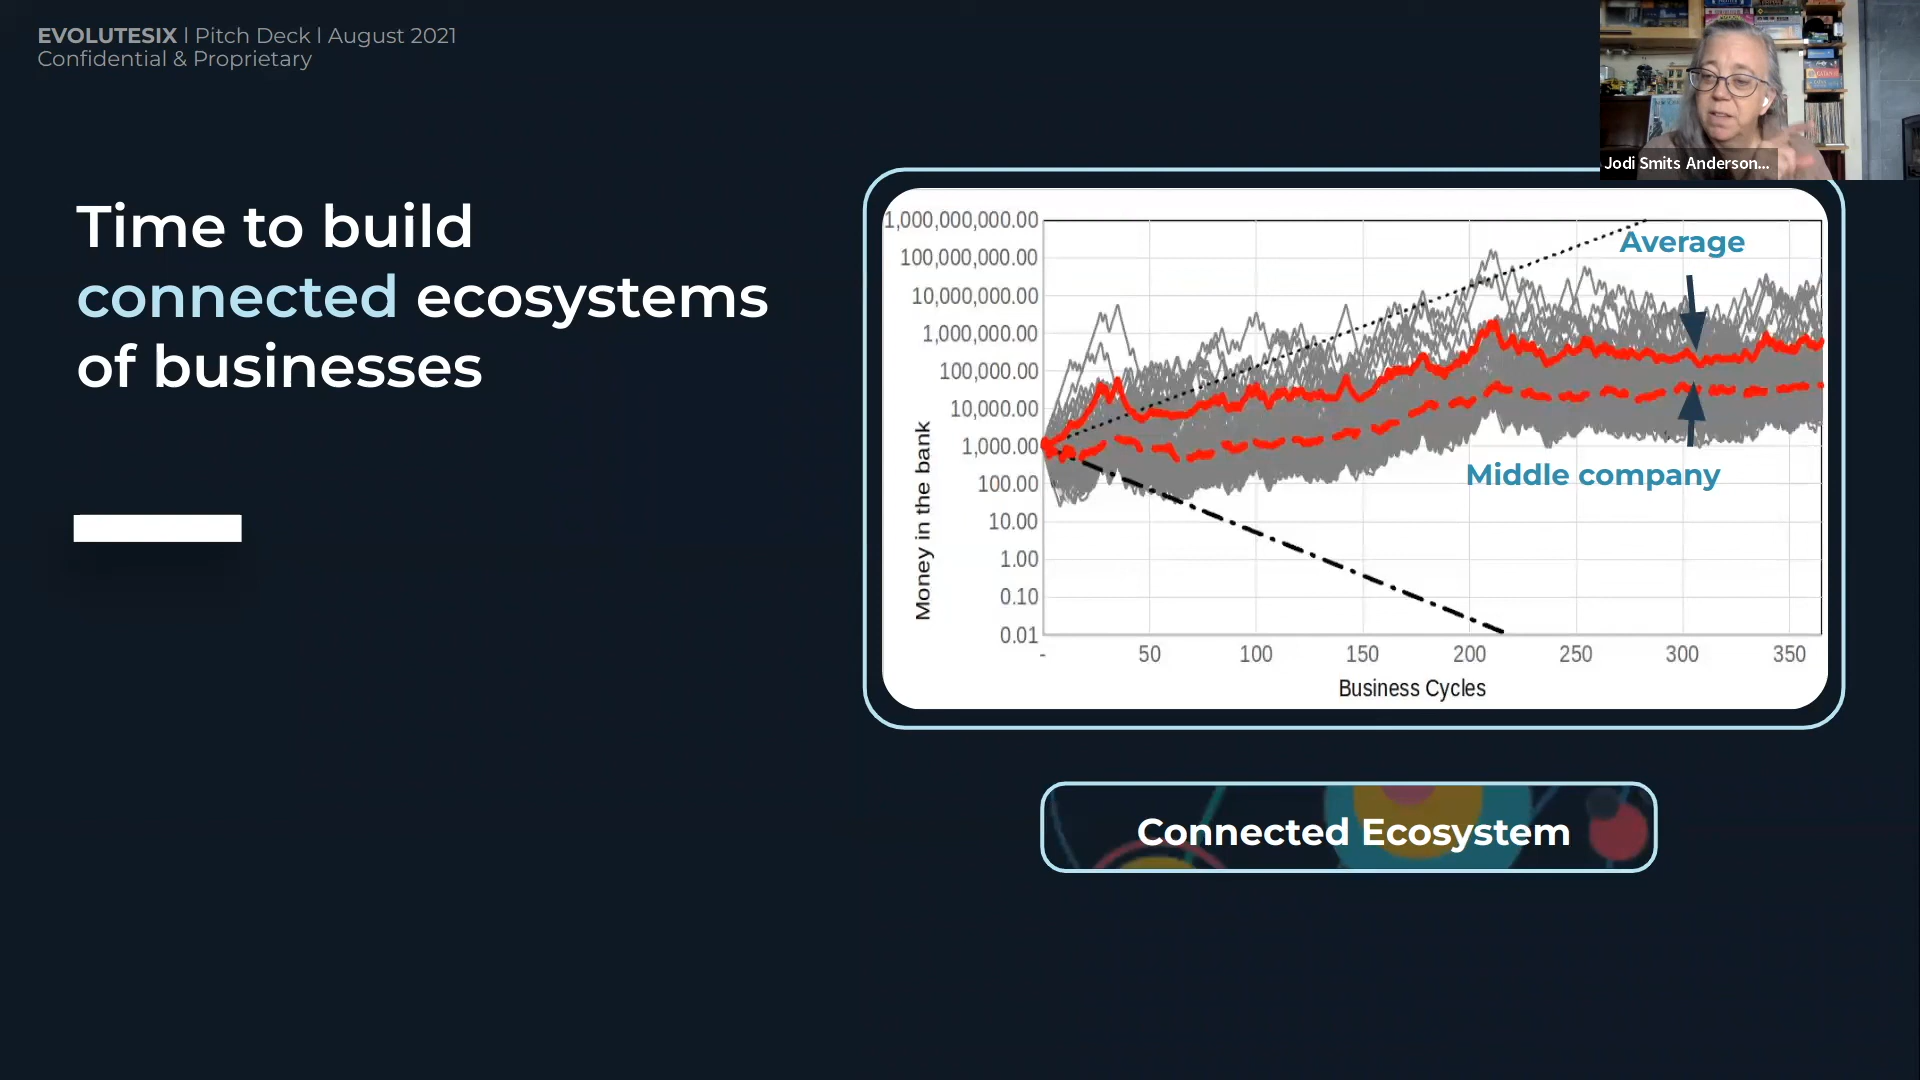 EVOLUTESIX | Pitch Deck | August 2021
Confidential & Proprietary
Jodi Smits Anderson...
Time to build
connected ecosystems
of businesses
1,000,000,000.00
100,000,000.00
10,000,000.00
1,000,000.00
100,000.00
10,000.00
1,000.00
100.00
10.00
1.00
0.10
0.01
Money in the bank
Average
Middle company
- 50 100 150 200 250 300 350
Business Cycles
Connected Ecosystem